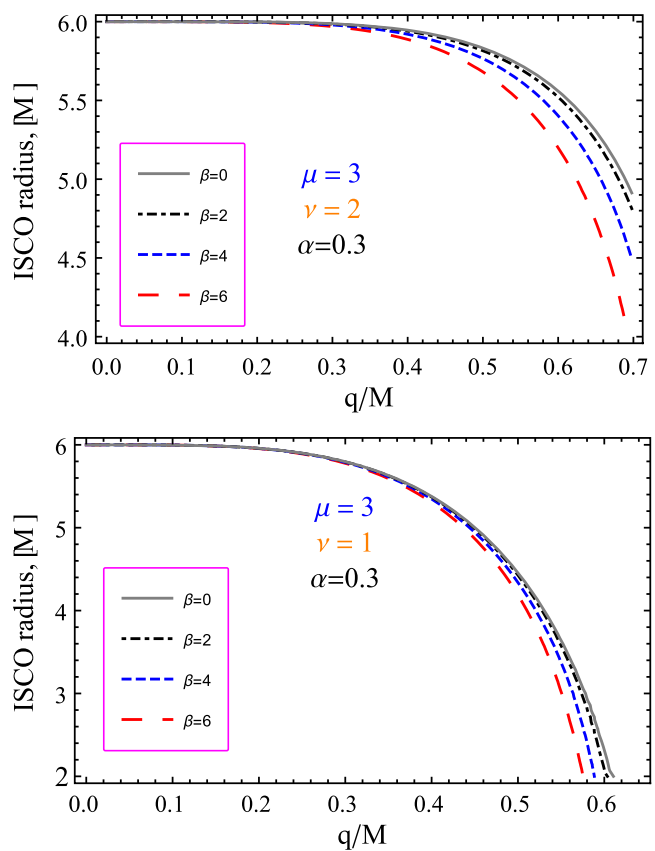 6.0
5.5
5.0
4.5
4.0
ISCO radius, [M]
β=0
β=2
β=4
β=6
μ = 3
ν = 2
α=0.3
0.0 0.1 0.2 0.3 0.4 0.5 0.6 0.7
q/M
6
5
4
3
2
ISCO radius, [M]
μ = 3
ν = 1
α=0.3
β=0
β=2
β=4
β=6
0.0 0.1 0.2 0.3 0.4 0.5 0.6
q/M